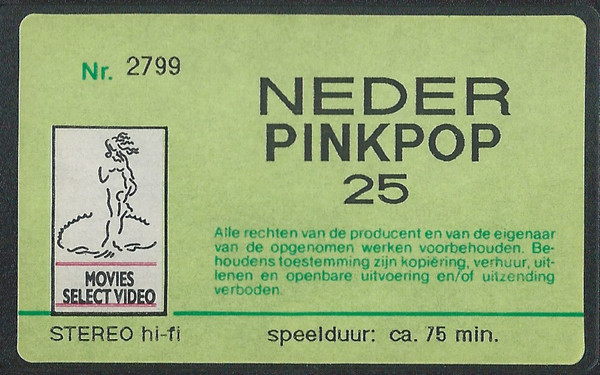 Nr. 2799
NEDER
PINKPOP
25
Alle rechten van de producent en van de eigenaar
van de opgenomen werken voorbehouden. Be-
houdens toestemming zijn kopiëring, verhuur, uit-
lenen en openbare uitvoering en/of uitzending
verboden.
MOVIES
SELECT VIDEO
STEREO hi-fi
speelduur: ca. 75 min.